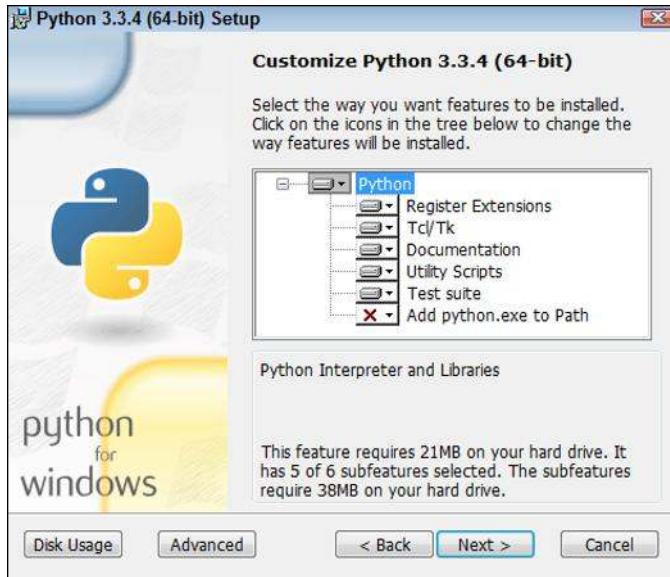 Python 3.3.4 (64-bit) Setup
Customize Python 3.3.4 (64-bit)
Select the way you want features to be installed.
Click on the icons in the tree below to change the
way features will be installed.
Python
Register Extensions
Tcl/Tk
Documentation
Utility Scripts
Test suite
Add python.exe to Path
Python Interpreter and Libraries
This feature requires 21MB on your hard drive. It
has 5 of 6 subfeatures selected. The subfeatures
require 38MB on your hard drive.
python
for
windows
Disk Usage
Advanced
< Back
Next >
Cancel